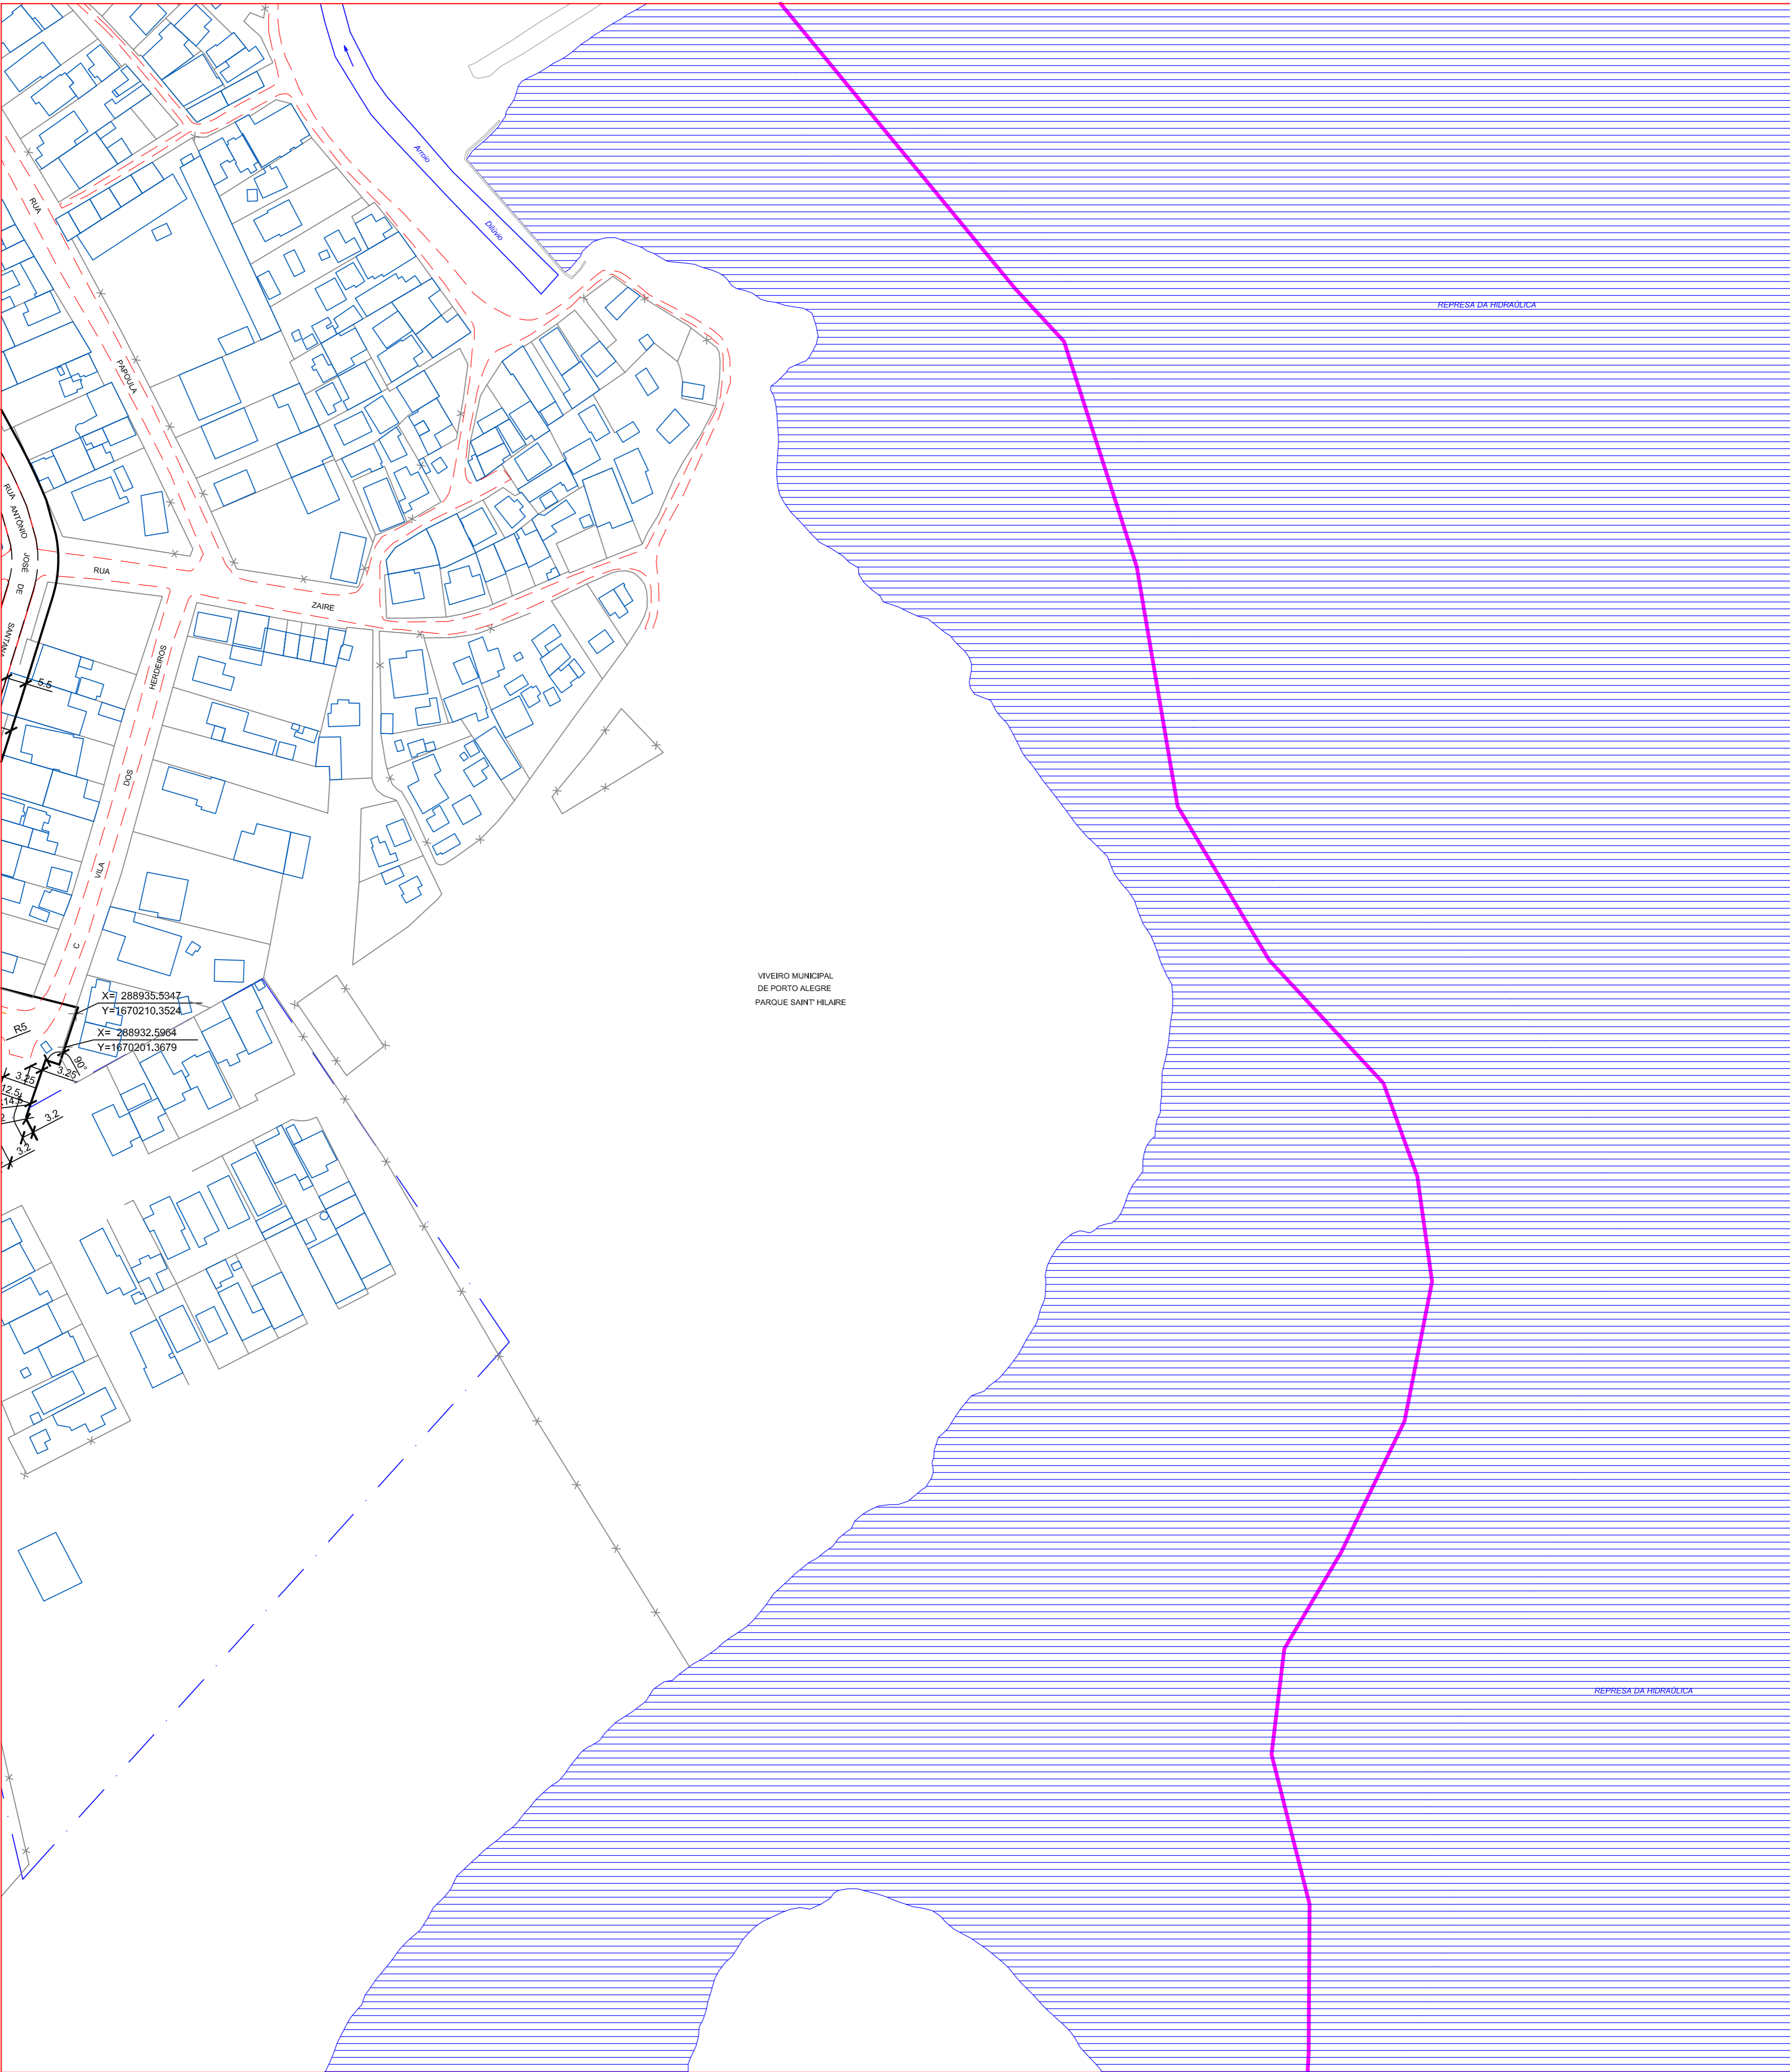 Arroio
Dilúvio
REPRESA DA HIDRAÚLICA
RUA
PAPOULA
RUA ANTÔNIO JOSÉ DE SANTANA
RUA
ZAIRE
HERDEIROS
DOS
VILA
C
5.5
VIVEIRO MUNICIPAL
DE PORTO ALEGRE
PARQUE SAINT' HILAIRE
X= 288935.5347
Y=1670210.3524
X= 288932.5964
Y=1670201.3679
R5
90°
3.25
3.25
12.5
3.2
3.2
REPRESA DA HIDRAÚLICA